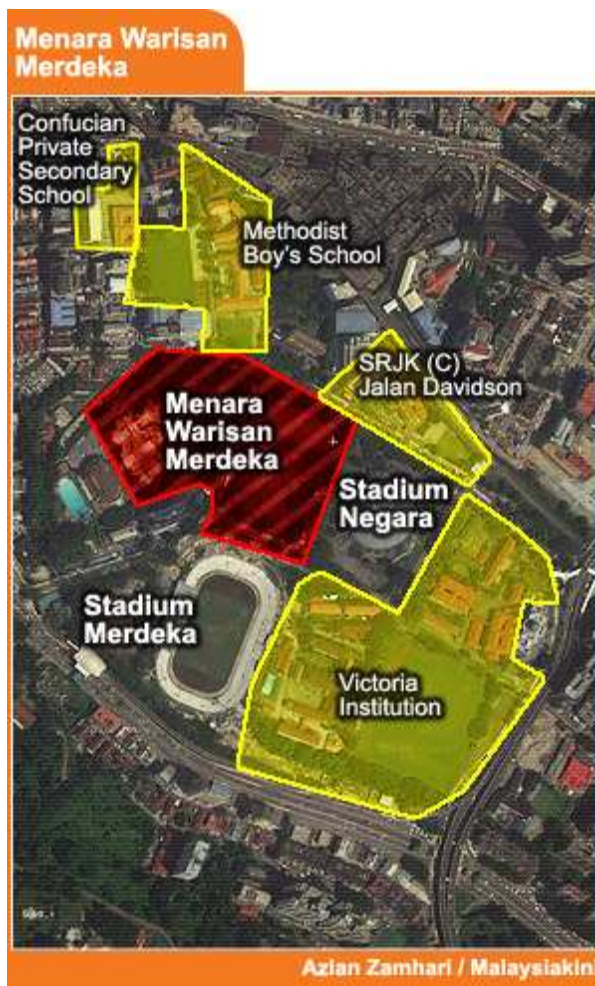 Menara Warisan
Merdeka
Confucian
Private
Secondary
School
Methodist
Boy's School
SRJK (C)
Jalan Davidson
Menara
Warisan
Merdeka
Stadium
Negara
Stadium
Merdeka
Victoria
Institution
Azlan Zamhari / Malaysiakini